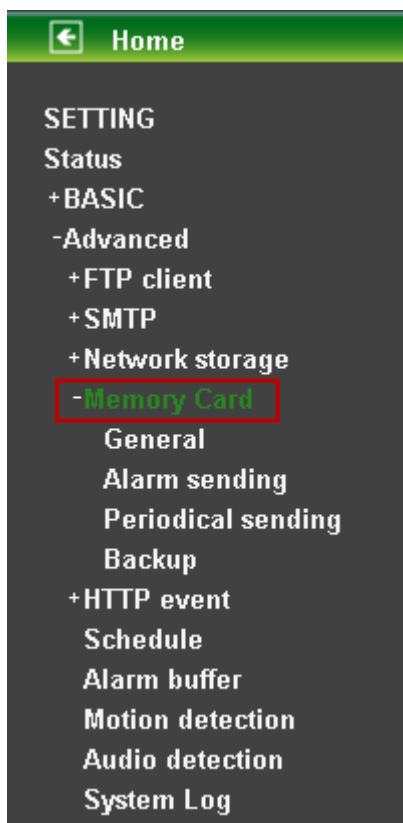 Home
SETTING
Status
+BASIC
-Advanced
+FTP client
+SMTP
+Network storage
-Memory Card
General
Alarm sending
Periodical sending
Backup
+HTTP event
Schedule
Alarm buffer
Motion detection
Audio detection
System Log